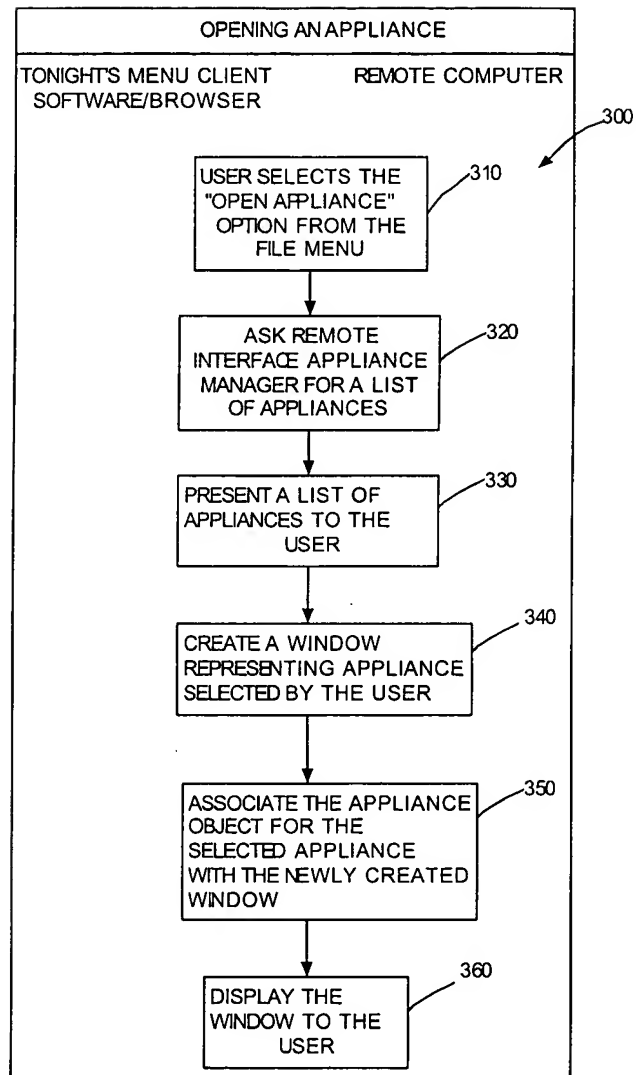 OPENING AN APPLIANCE
TONIGHT'S MENU CLIENT
SOFTWARE/BROWSER
REMOTE COMPUTER
300
USER SELECTS THE
"OPEN APPLIANCE"
OPTION FROM THE
FILE MENU
310
ASK REMOTE
INTERFACE APPLIANCE
MANAGER FOR A LIST
OF APPLIANCES
320
PRESENT A LIST OF
APPLIANCES TO THE
USER
330
CREATE A WINDOW
REPRESENTING APPLIANCE
SELECTED BY THE USER
340
ASSOCIATE THE APPLIANCE
OBJECT FOR THE
SELECTED APPLIANCE
WITH THE NEWLY CREATED
WINDOW
350
DISPLAY THE
WINDOW TO THE
USER
360